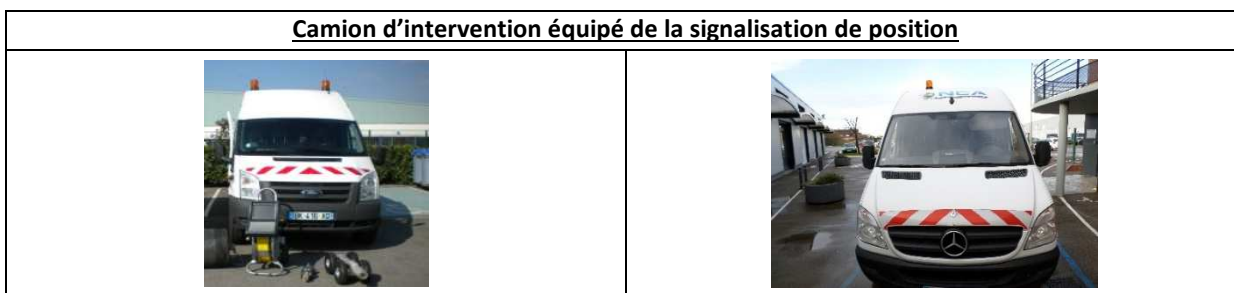 Camion d’intervention équipé de la signalisation de position
NCA